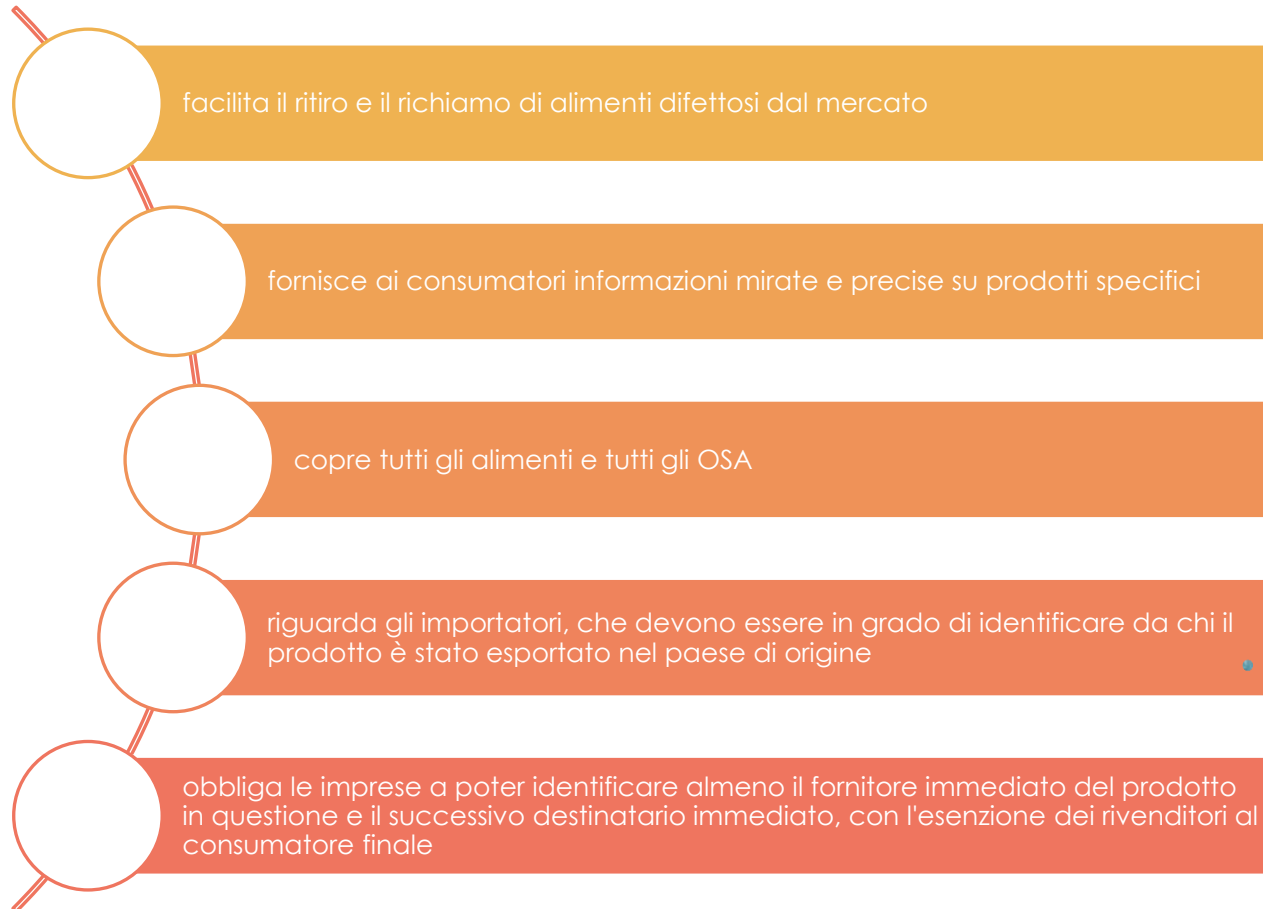 facilita il ritiro e il richiamo di alimenti difettosi dal mercato
fornisce ai consumatori informazioni mirate e precise su prodotti specifici
copre tutti gli alimenti e tutti gli OSA
riguarda gli importatori, che devono essere in grado di identificare da chi il
prodotto è stato esportato nel paese di origine
obbliga le imprese a poter identificare almeno il fornitore immediato del prodotto
in questione e il successivo destinatario immediato, con l'esenzione dei rivenditori al
consumatore finale